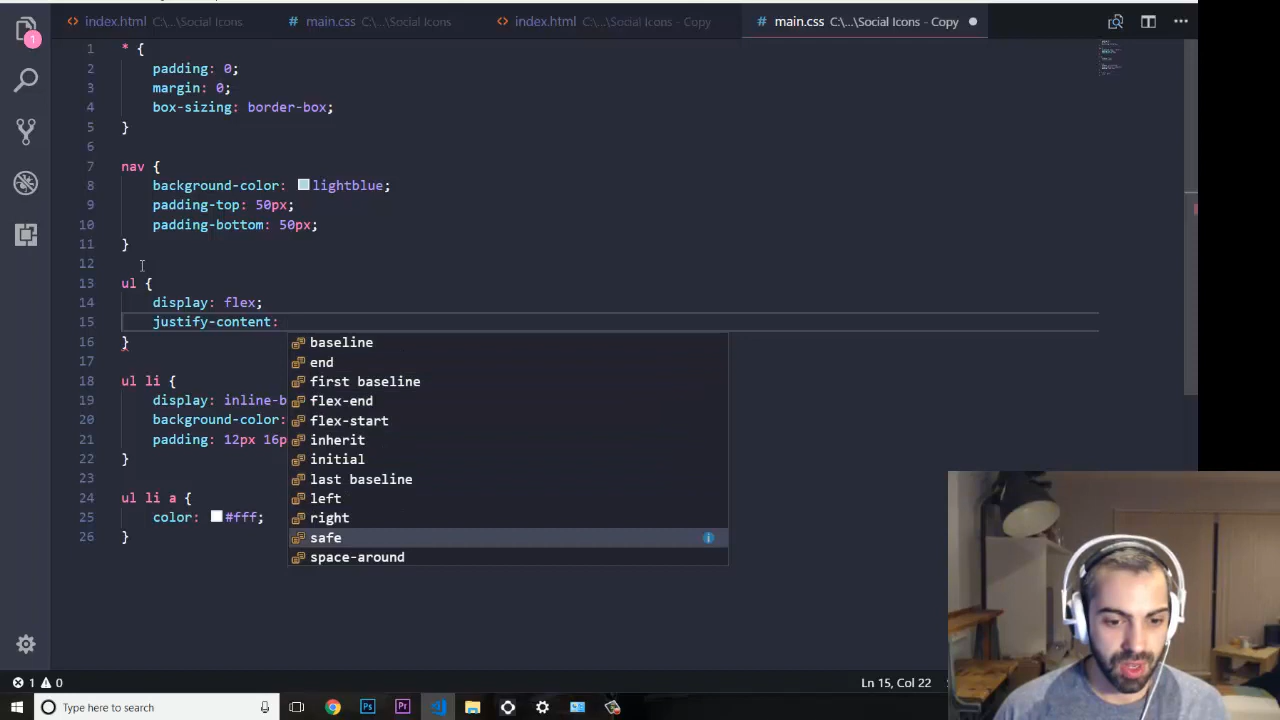 index.html C:\...\Social Icons
# main.css C:\...\Social Icons
index.html C:\...\Social Icons - Copy
# main.css C:\...\Social Icons - Copy
1
1 * {
2 padding: 0;
3 margin: 0;
4 box-sizing: border-box;
5 }
6
7 nav {
8 background-color: lightblue;
9 padding-top: 50px;
10 padding-bottom: 50px;
11 }
12
13 ul {
14 display: flex;
15 justify-content:
16 }
17
18 ul li {
19 display: inline-b
20 background-color:
21 padding: 12px 16p
22 }
23
24 ul li a {
25 color: #fff;
26 }
baseline
end
first baseline
flex-end
flex-start
inherit
initial
last baseline
left
right
safe
space-around
1 0
Ln 15, Col 22
Type here to search
Ps
Pr